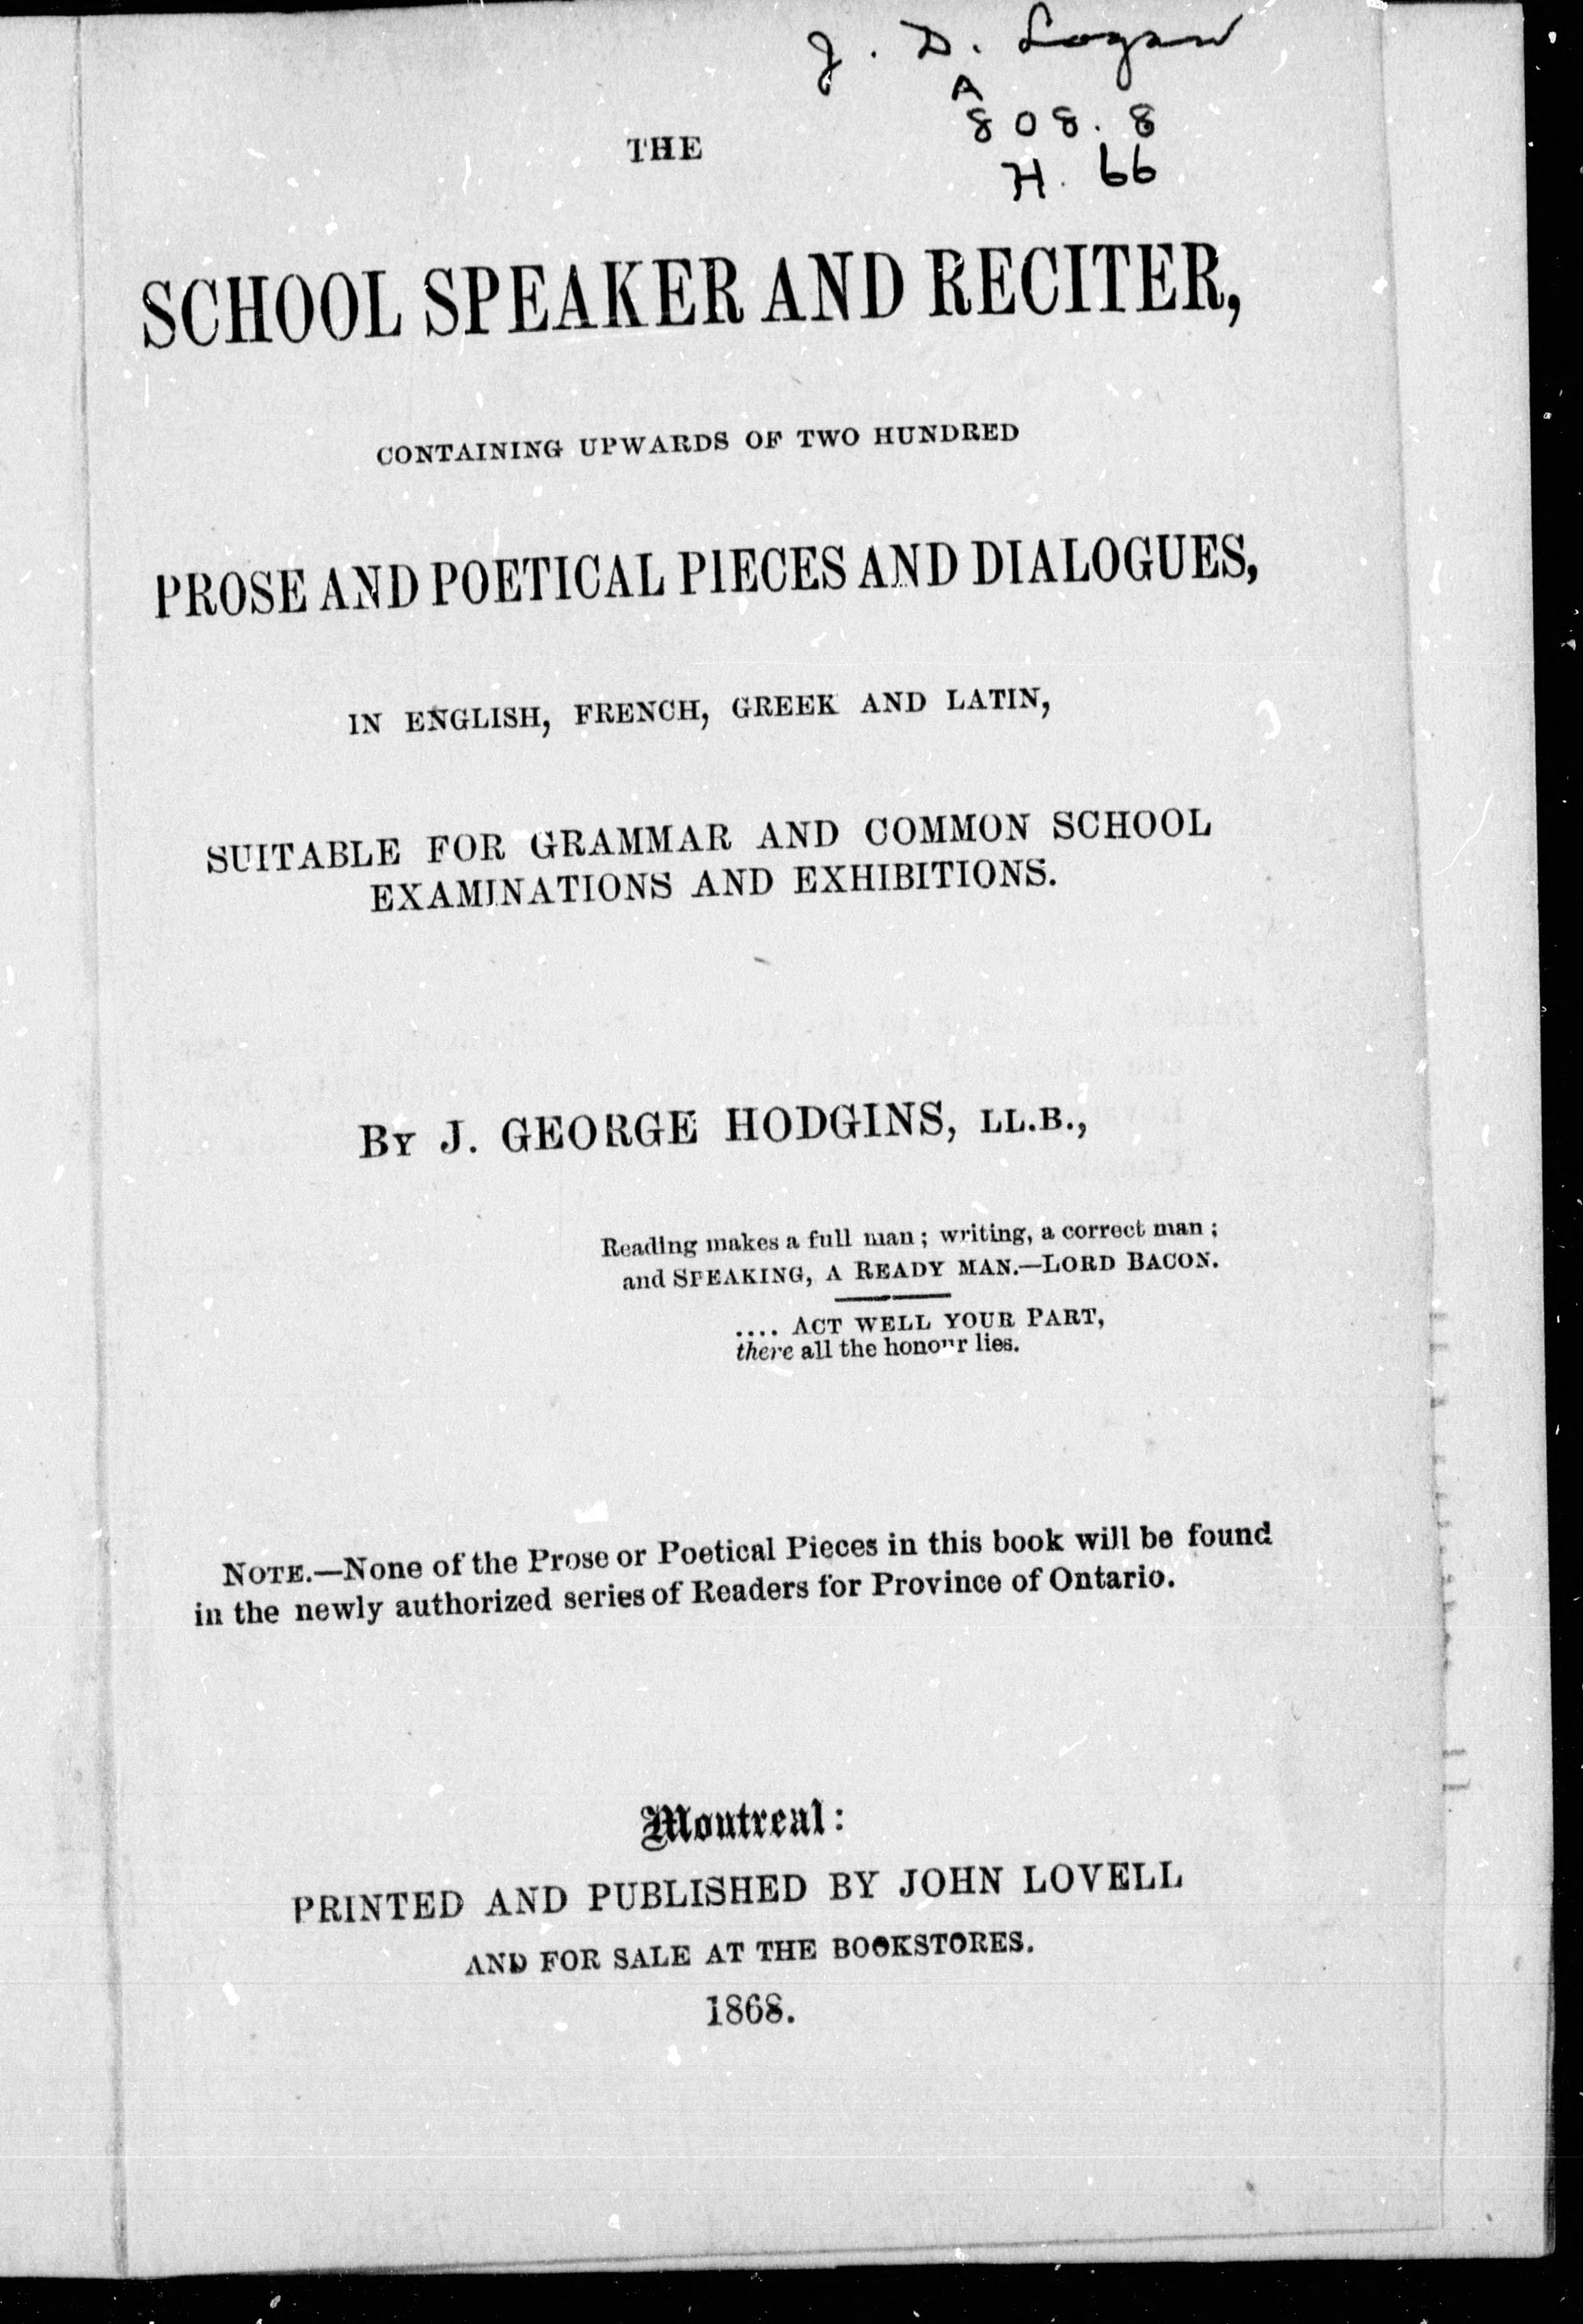 J. D. Logan
A
808.8
H. 66
THE
SCHOOL SPEAKER AND RECITER,
CONTAINING UPWARDS OF TWO HUNDRED
PROSE AND POETICAL PIECES AND DIALOGUES,
IN ENGLISH, FRENCH, GREEK AND LATIN,
SUITABLE FOR GRAMMAR AND COMMON SCHOOL
EXAMINATIONS AND EXHIBITIONS.
BY J. GEORGE HODGINS, LL.B.,
Reading makes a full man; writing, a correct man;
and SPEAKING, A READY MAN.—LORD BACON.
.... ACT WELL YOUR PART,
there all the honour lies.
NOTE.—None of the Prose or Poetical Pieces in this book will be found
in the newly authorized series of Readers for Province of Ontario.
Montreal:
PRINTED AND PUBLISHED BY JOHN LOVELL
AND FOR SALE AT THE BOOKSTORES.
1868.